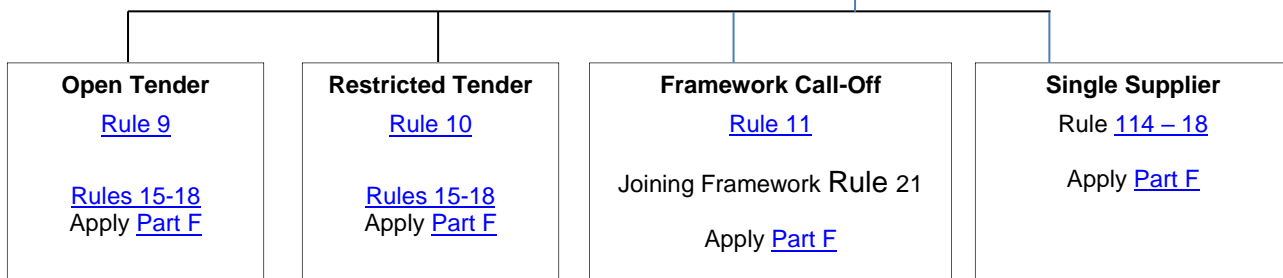 Open Tender
Rule 9
Rules 15-18
Apply Part F
Restricted Tender
Rule 10
Rules 15-18
Apply Part F
Framework Call-Off
Rule 11
Joining Framework Rule 21
Apply Part F
Single Supplier
Rule 114 – 18
Apply Part F